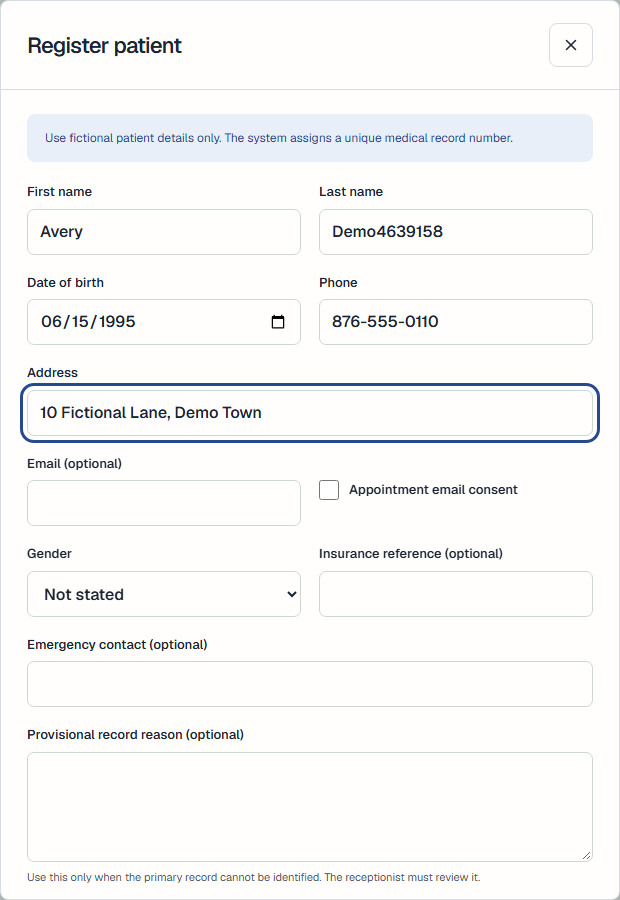 Register patient
Use fictional patient details only. The system assigns a unique medical record number.
First name
Last name
Avery
Demo4639158
Date of birth
Phone
06/15/1995
876-555-0110
Address
10 Fictional Lane, Demo Town
Email (optional)
Appointment email consent
Gender
Insurance reference (optional)
Not stated
Emergency contact (optional)
Provisional record reason (optional)
Use this only when the primary record cannot be identified. The receptionist must review it.